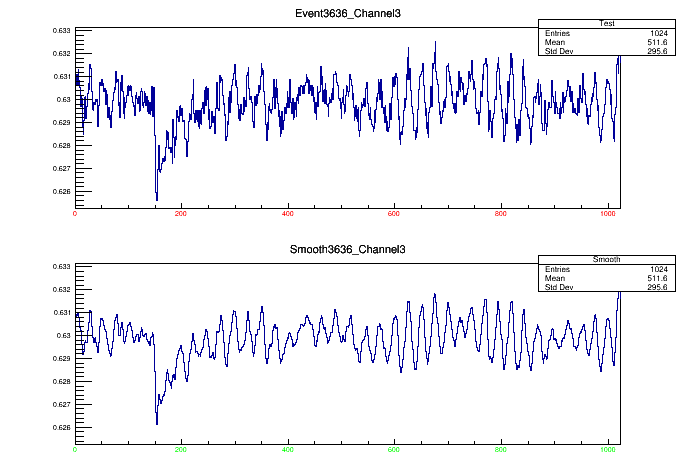 Event3636_Channel3
Test
Entries 1024
Mean 511.6
Std Dev 295.6
0.633
0.632
0.631
0.63
0.629
0.628
0.627
0.626
0 200 400 600 800 1000
Smooth3636_Channel3
Smooth
Entries 1024
Mean 511.6
Std Dev 295.6
0.633
0.632
0.631
0.63
0.629
0.628
0.627
0.626
0 200 400 600 800 1000